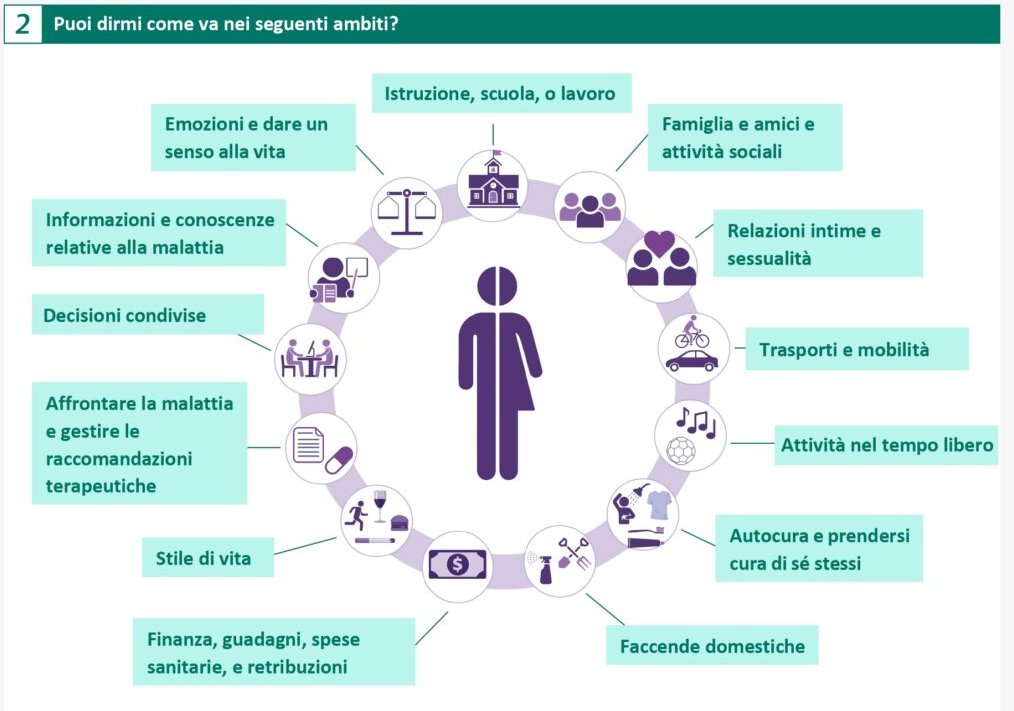 2 Puoi dirmi come va nei seguenti ambiti?
Istruzione, scuola, o lavoro
Famiglia e amici e
attività sociali
Relazioni intime e
sessualità
Trasporti e mobilità
Attività nel tempo libero
Autocura e prendersi
cura di sé stessi
Faccende domestiche
Finanza, guadagni, spese
sanitarie, e retribuzioni
$
Stile di vita
Affrontare la malattia
e gestire le
raccomandazioni
terapeutiche
Decisioni condivise
Informazioni e conoscenze
relative alla malattia
Emozioni e dare un
senso alla vita